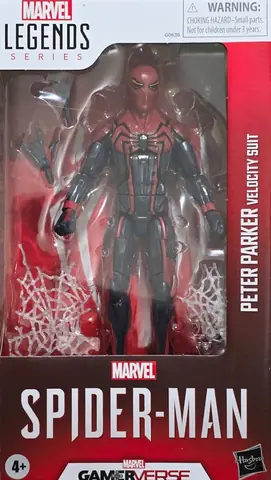 MARVEL
LEGENDS
SERIES
WARNING:
CHOKING HAZARD–Small parts.
Not for children under 3 years.
PETER PARKER VELOCITY SUIT
MARVEL
SPIDER-MAN
4+
MARVEL
GAMERVERSE
Hasbro